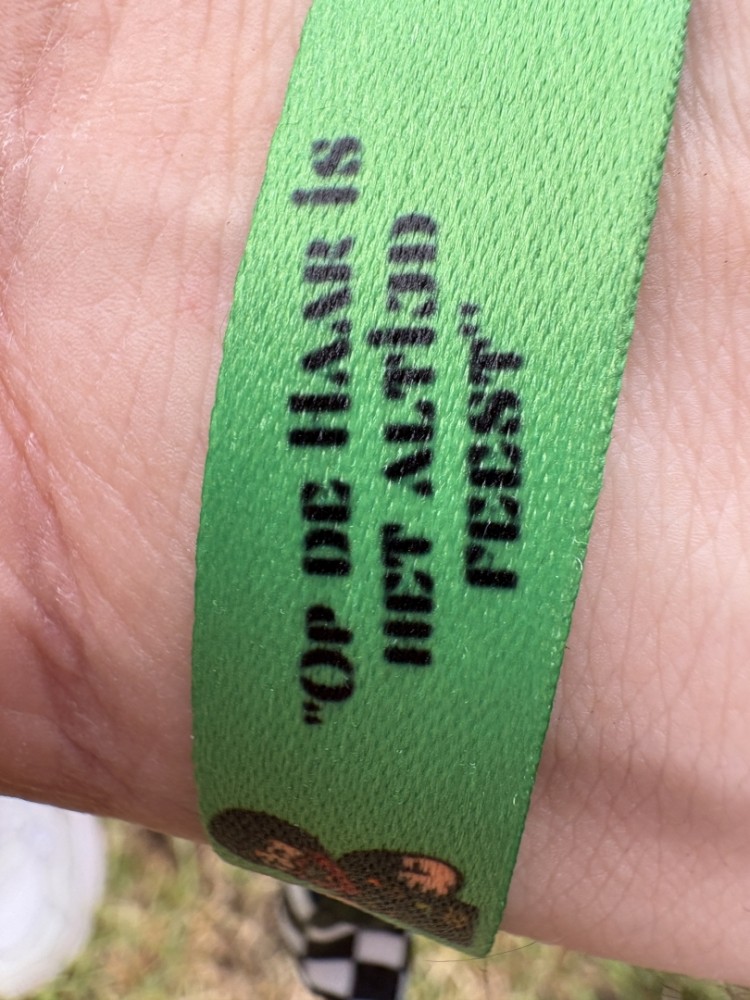 "OP DE HAAR is
HET ALTIJD
FEEST"